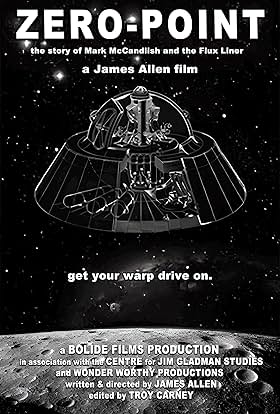 ZERO-POINT
the story of Mark McCandlish and the Flux Liner
a James Allen film
get your warp drive on.
a BOLIDE FILMS PRODUCTION
in association with the CENTRE for JIM GLADMAN STUDIES
and WONDER WORTHY PRODUCTIONS
written & directed by JAMES ALLEN
edited by TROY CARNEY